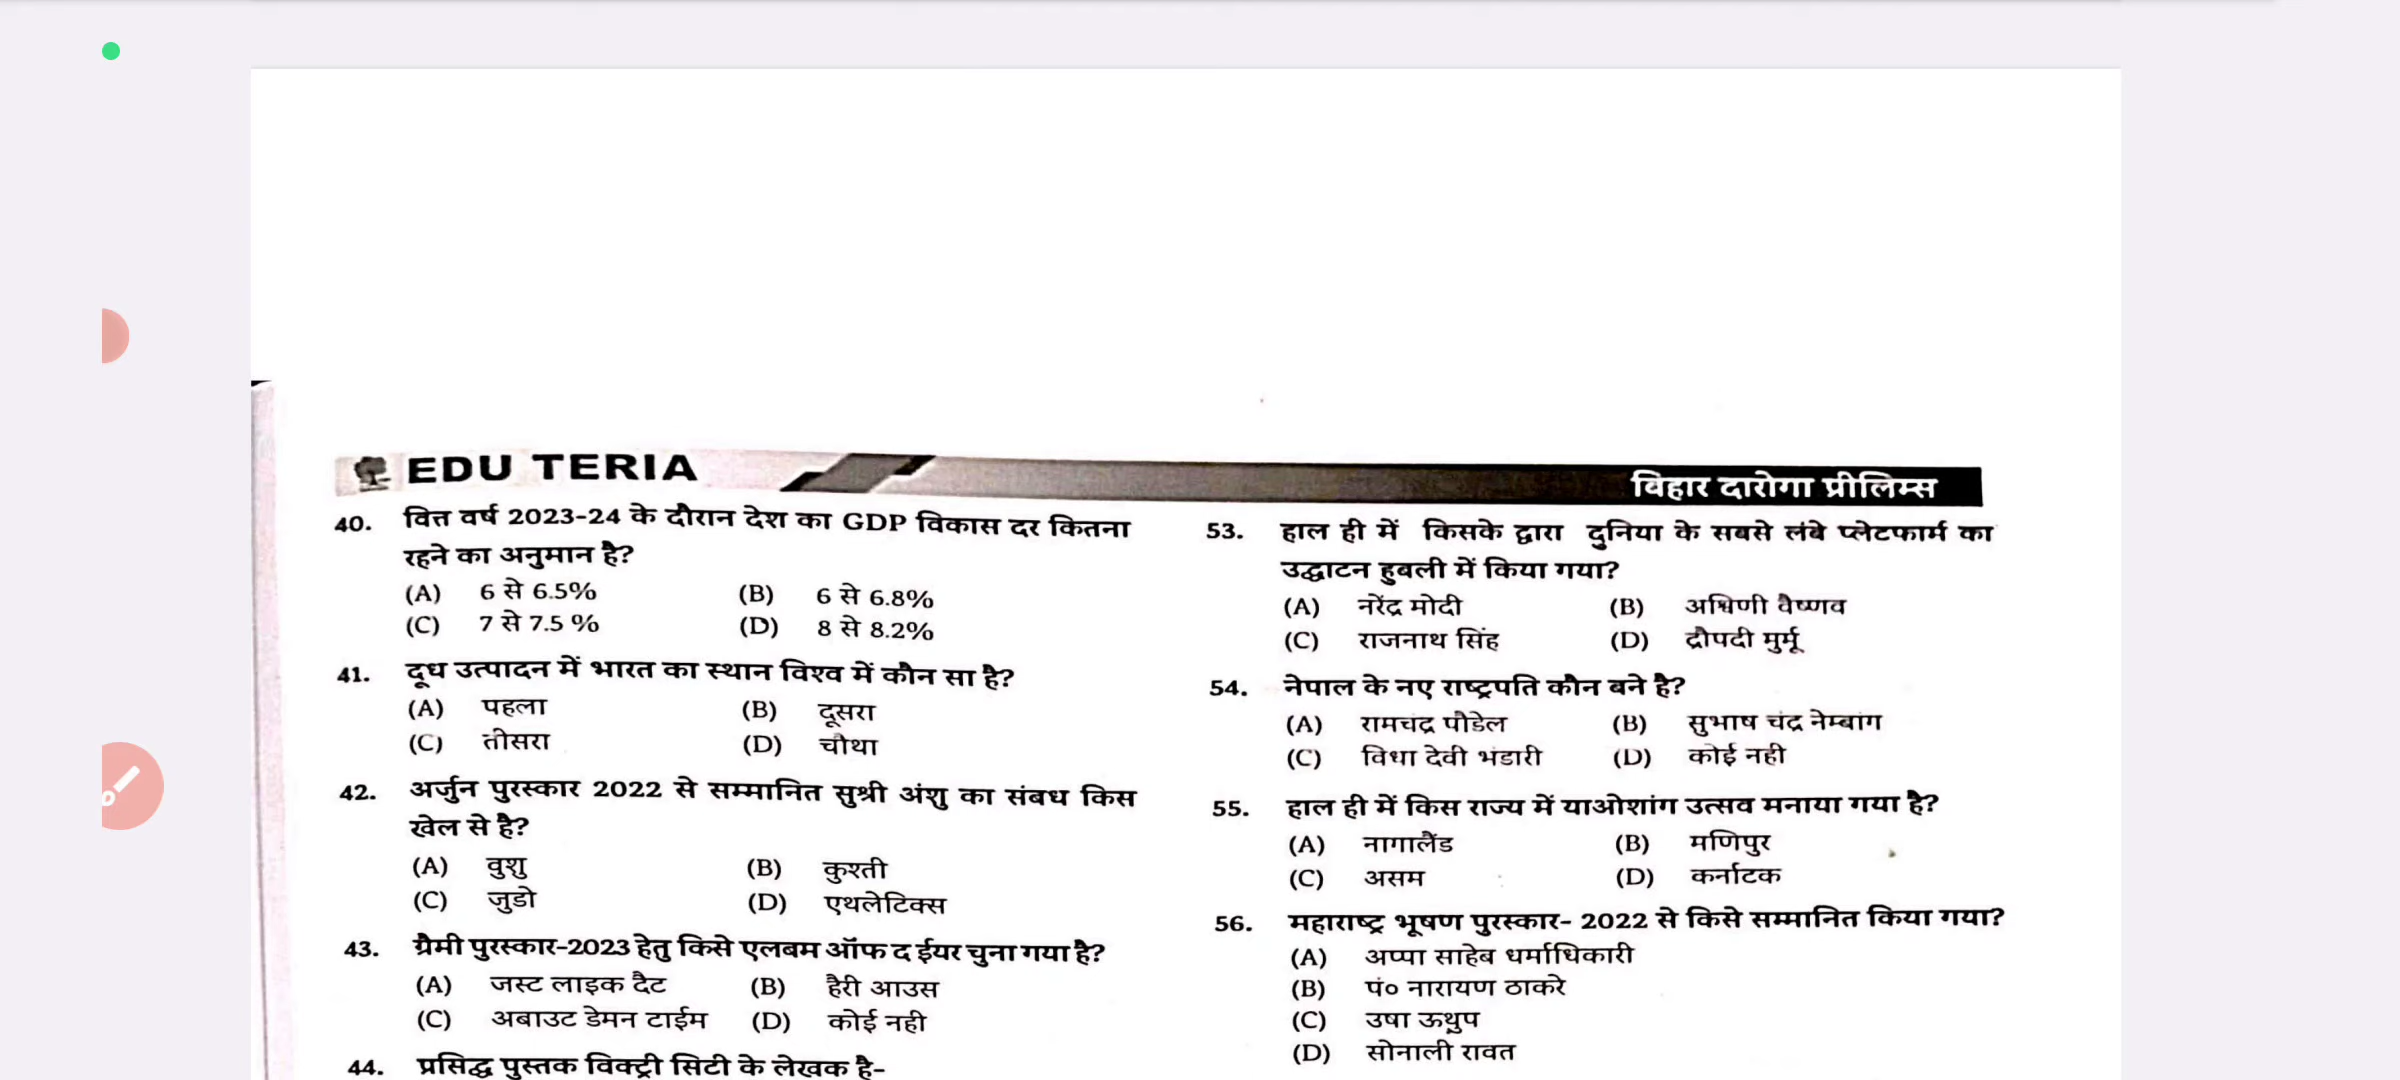 EDU TERIA
विहार दारोगा प्रीलिम्स
40. वित्त वर्ष 2023-24 के दौरान देश का GDP विकास दर कितना
रहने का अनुमान है?
(A) 6 से 6.5% (B) 6 से 6.8%
(C) 7 से 7.5 % (D) 8 से 8.2%
41. दूध उत्पादन में भारत का स्थान विश्व में कौन सा है?
(A) पहला (B) दूसरा
(C) तीसरा (D) चौथा
42. अर्जुन पुरस्कार 2022 से सम्मानित सुश्री अंशु का संबध किस
खेल से है?
(A) वुशु (B) कुश्ती
(C) जुडो (D) एथलेटिक्स
43. ग्रैमी पुरस्कार-2023 हेतु किसे एलबम ऑफ द ईयर चुना गया है?
(A) जस्ट लाइक दैट (B) हैरी आउस
(C) अबाउट डेमन टाईम (D) कोई नही
44. प्रसिद्ध पुस्तक विक्ट्री सिटी के लेखक है-
53. हाल ही में किसके द्वारा दुनिया के सबसे लंबे प्लेटफार्म का
उद्घाटन हुबली में किया गया?
(A) नरेंद्र मोदी (B) अश्विणी वैष्णव
(C) राजनाथ सिंह (D) द्रौपदी मुर्मू
54. नेपाल के नए राष्ट्रपति कौन बने है?
(A) रामचद्र पौडेल (B) सुभाष चंद्र नेम्बांग
(C) विधा देवी भंडारी (D) कोई नही
55. हाल ही में किस राज्य में याओशांग उत्सव मनाया गया है?
(A) नागालैंड (B) मणिपुर
(C) असम (D) कर्नाटक
56. महाराष्ट्र भूषण पुरस्कार- 2022 से किसे सम्मानित किया गया?
(A) अप्पा साहेब धर्माधिकारी
(B) पं० नारायण ठाकरे
(C) उषा ऊथुप
(D) सोनाली रावत